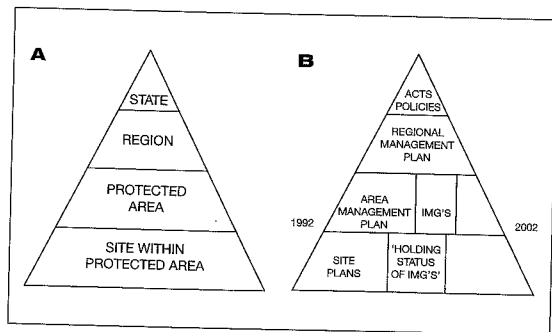 A
STATE
REGION
PROTECTED
AREA
SITE WITHIN
PROTECTED AREA
B
ACTS
POLICIES
REGIONAL
MANAGEMENT
PLAN
AREA
MANAGEMENT
PLAN
IMG'S
1992
2002
SITE
PLANS
'HOLDING
STATUS
OF IMG'S'